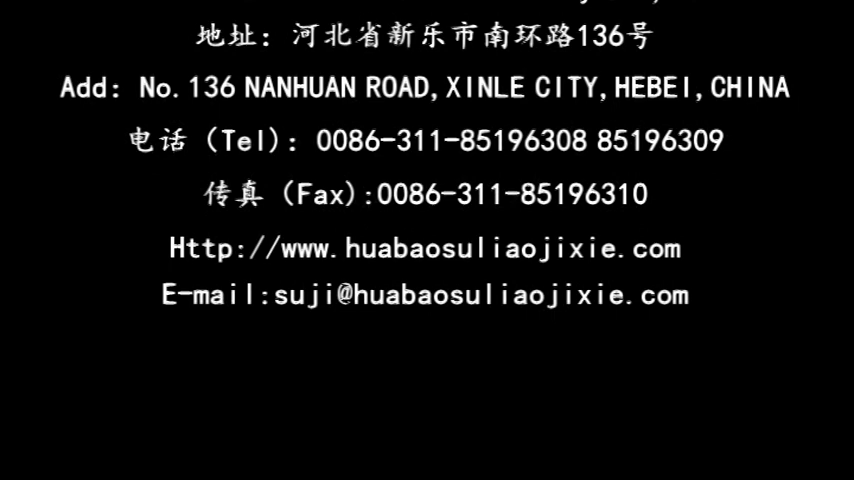 地址：河北省新乐市南环路136号
Add: No.136 NANHUAN ROAD,XINLE CITY,HEBEI,CHINA
电话（Tel)：0086-311-85196308 85196309
传真（Fax):0086-311-85196310
Http://www.huabaosuliaojixie.com
E-mail:suji@huabaosuliaojixie.com